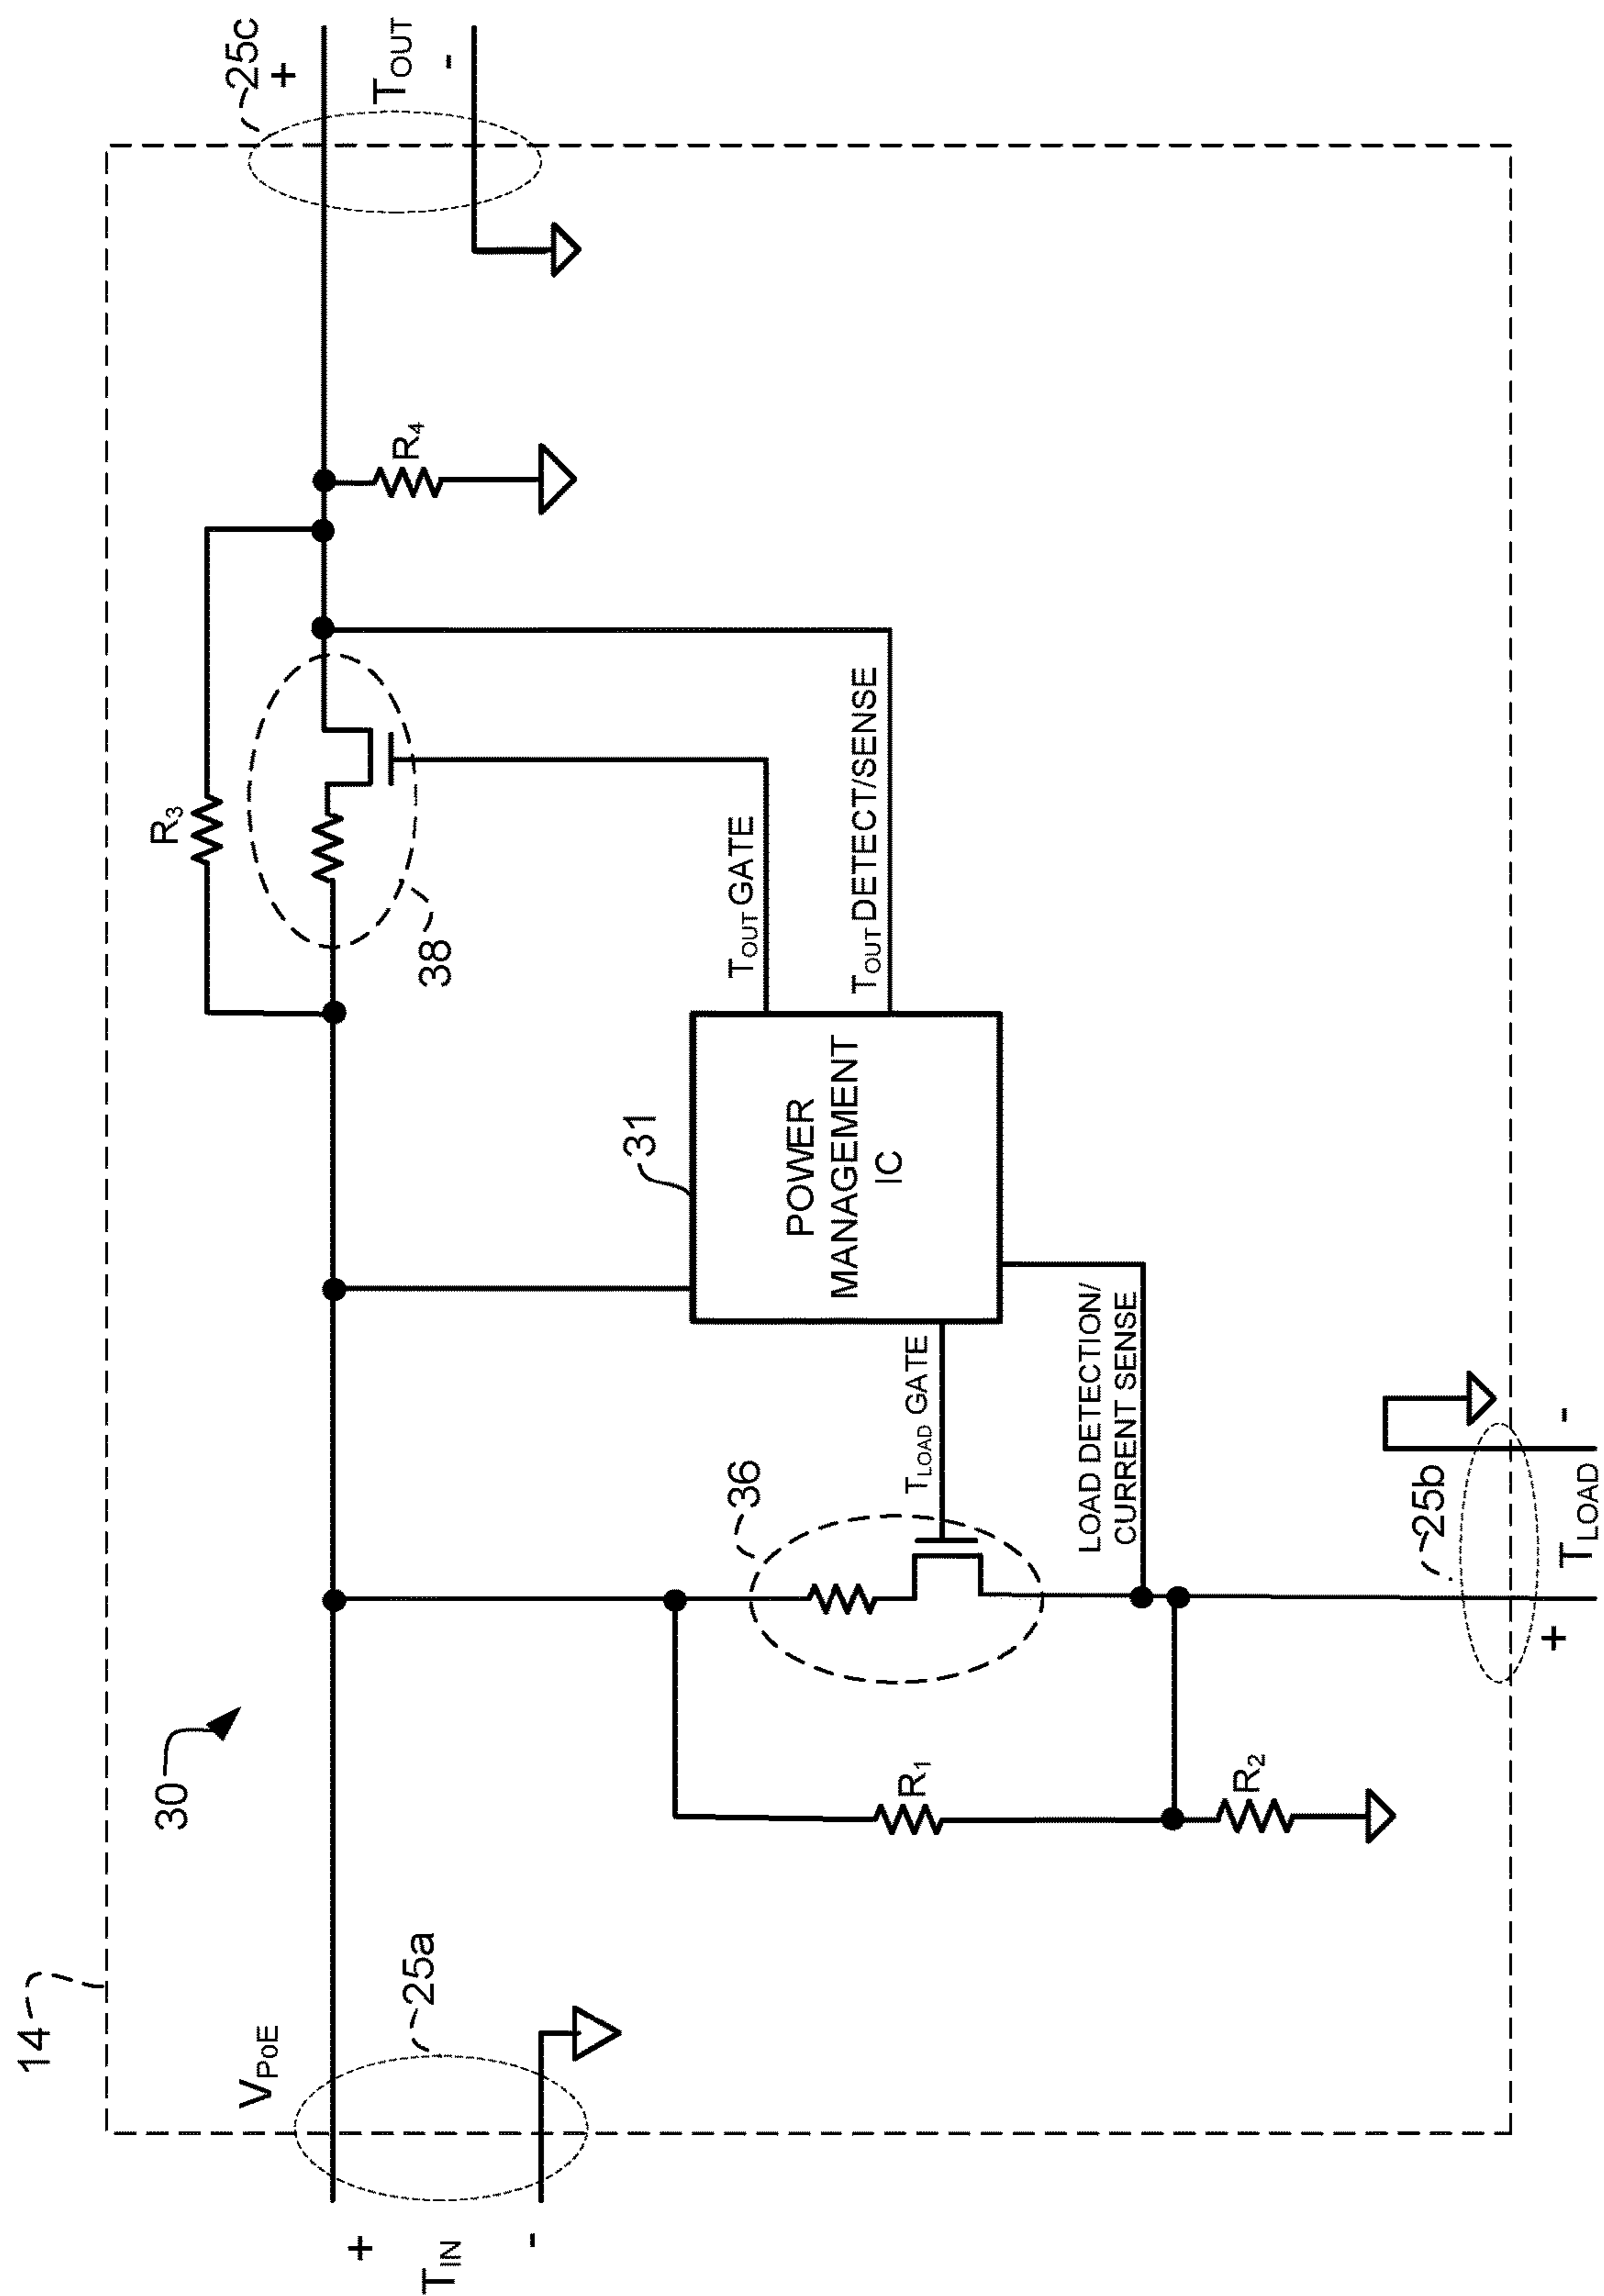 14
30
V_PoE
+
T_IN
-
25a
R_3
38
25c
+
T_OUT
-
R_4
T_OUT GATE
T_OUT DETECT/SENSE
31
POWER
MANAGEMENT
IC
36
T_LOAD GATE
LOAD DETECTION/
CURRENT SENSE
R_1
R_2
25b
+
T_LOAD
-